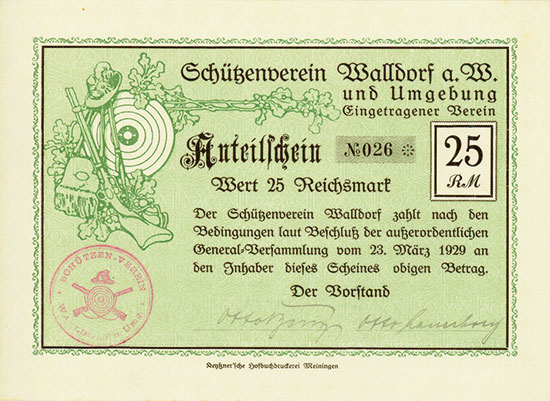 Schützenverein Walldorf a. W.
und Umgebung
Eingetragener Verein
Anteilschein
№ 026 ※
25
RM
Wert 25 Reichsmark
Der Schützenverein Walldorf zahlt nach den
Bedingungen laut Beschluß der außerordentlichen
General-Versammlung vom 23. März 1929 an
den Inhaber dieses Scheines obigen Betrag.
Der Vorstand
SCHÜTZEN-VEREIN
Keyßner'sche Hofbuchdruckerei Meiningen